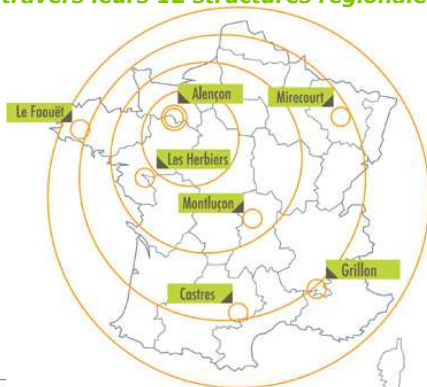 travers leurs 12 structures régionales
Alençon
Mirecourt
Le Faouët
Les Herbiers
Montluçon
Grillon
Castres